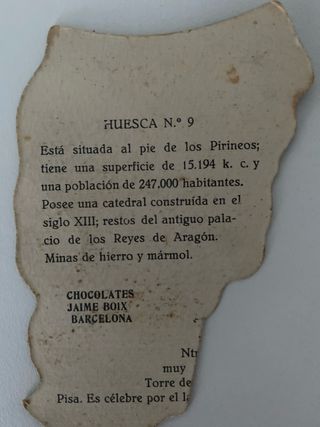 HUESCA N.º 9
Está situada al pie de los Pirineos;
tiene una superficie de 15.194 k. c. y
una población de 247.000 habitantes.
Posee una catedral construída en el
siglo XIII; restos del antiguo pala-
cio de los Reyes de Aragón.
Minas de hierro y mármol.
CHOCOLATES
JAIME BOIX
BARCELONA
Ntr
muy
Torre de
Pisa. Es célebre por el la